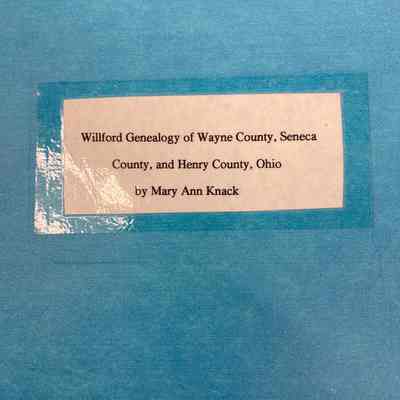 Willford Genealogy of Wayne County, Seneca
County, and Henry County, Ohio
by Mary Ann Knack